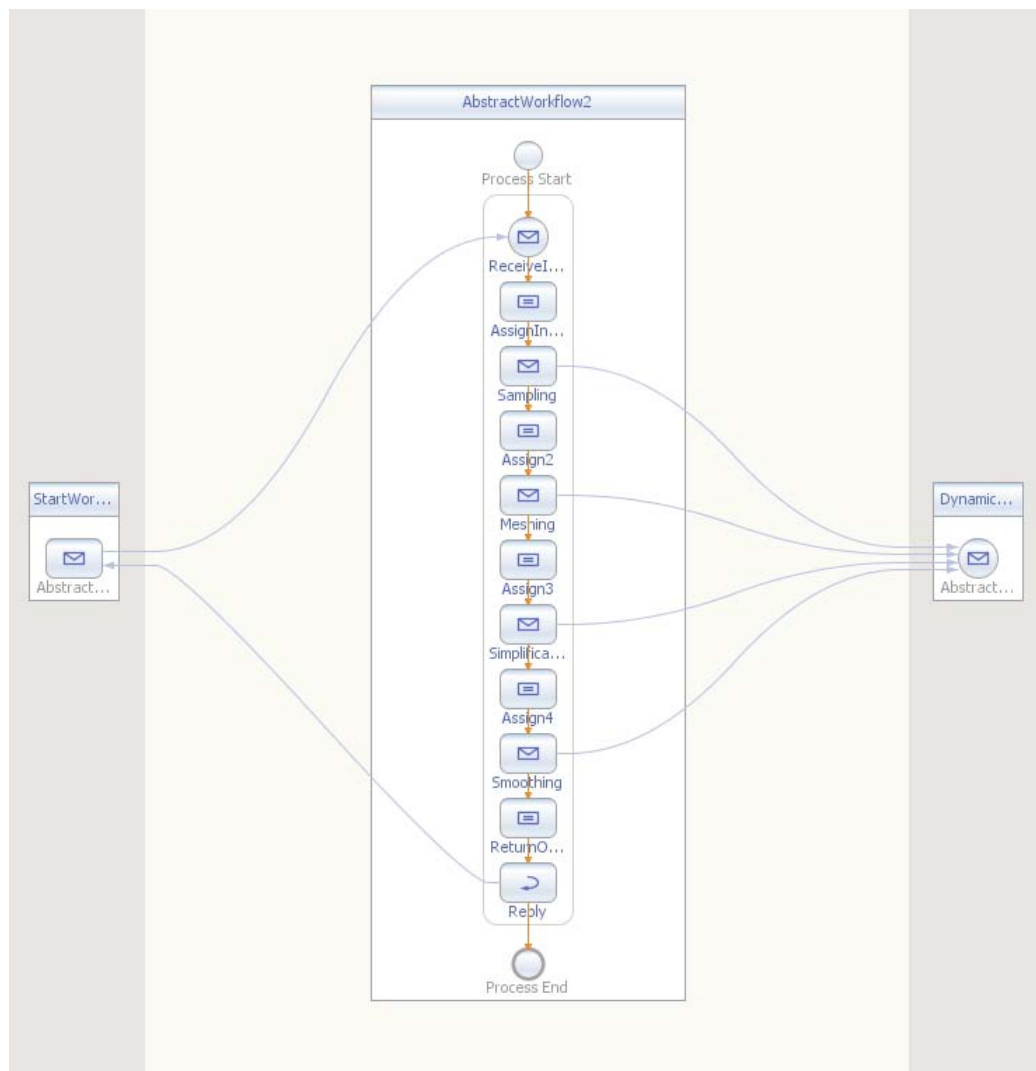 AbstractWorkflow2
Process Start
ReceiveI...
AssignIn...
Sampling
Assign2
StartWor...
Dynamic...
Meshing
Assign3
Abstract...
Abstract...
Simplifica...
Assign4
Smoothing
ReturnO...
Reply
Process End